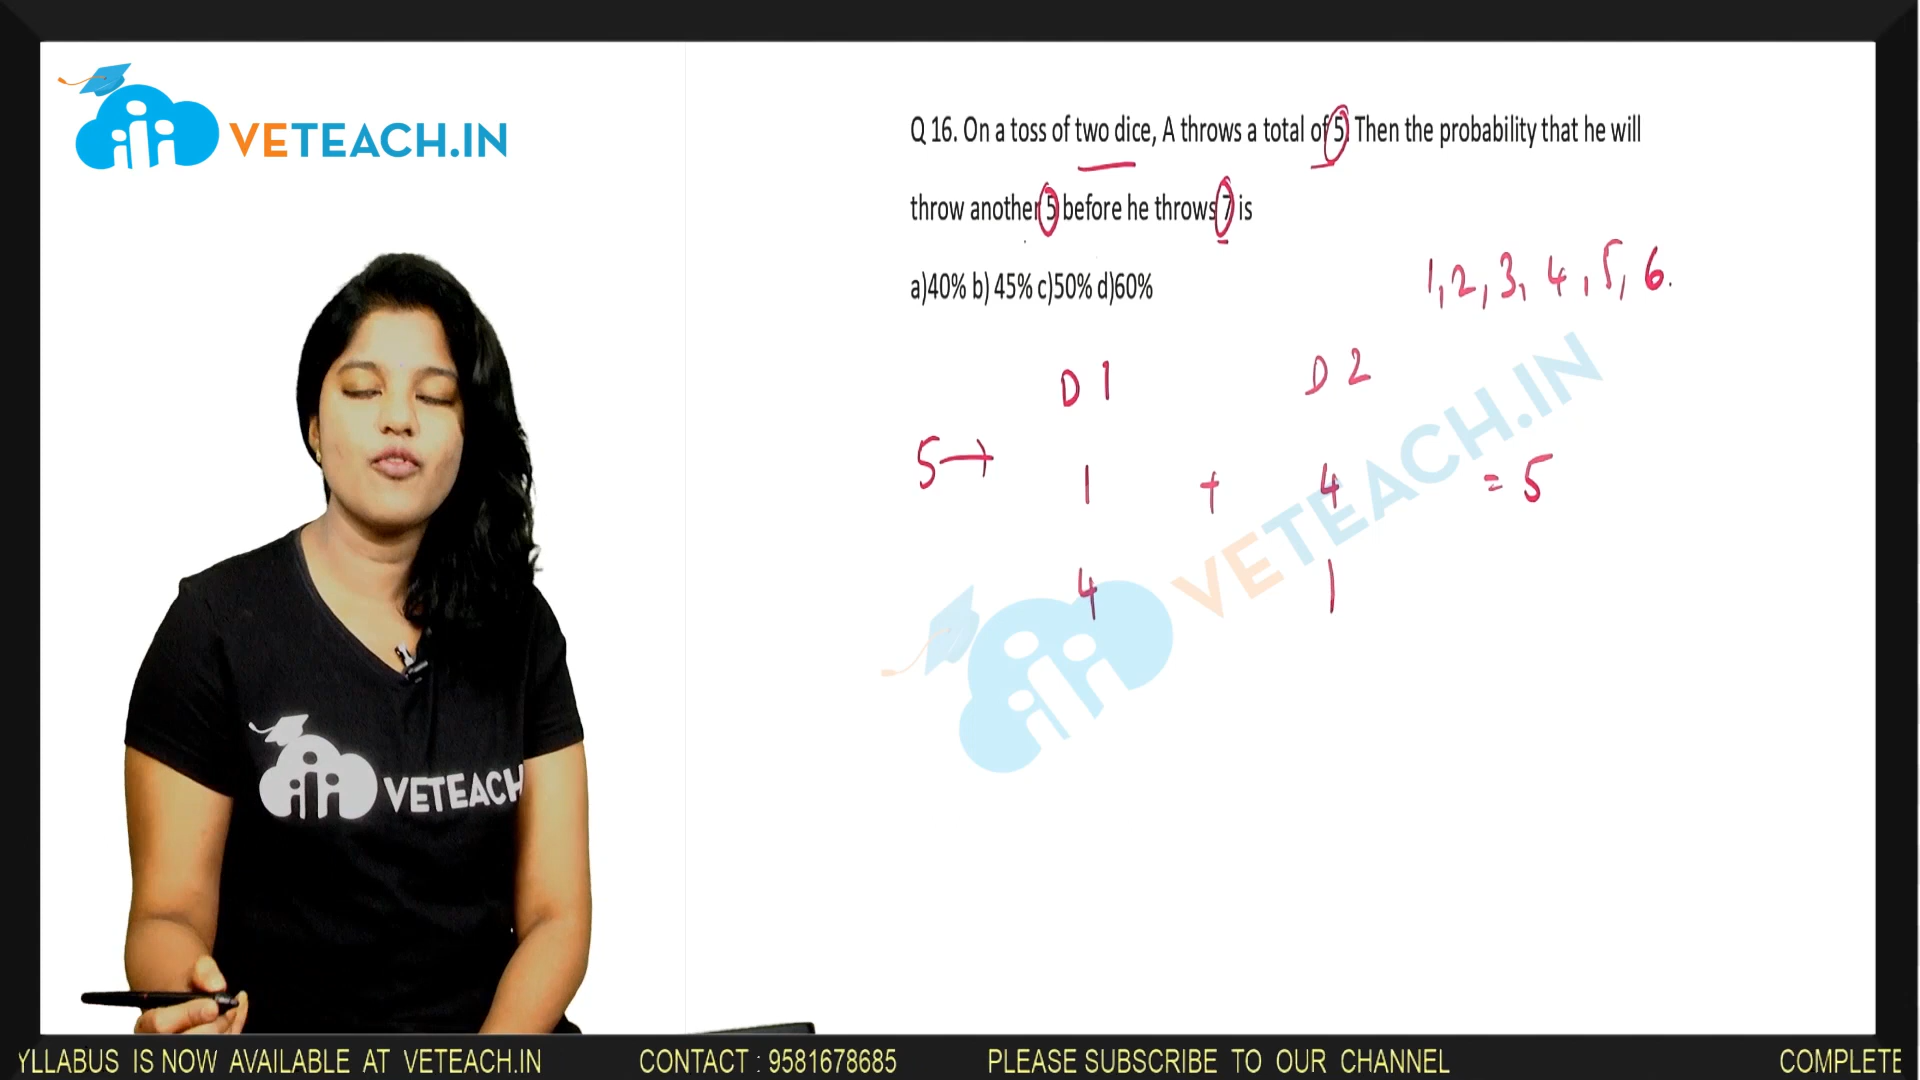 VETEACH.IN
Q 16. On a toss of two dice, A throws a total of 5. Then the probability that he will
throw another 5 before he throws 7 is
a)40% b) 45% c)50% d)60%
1, 2, 3, 4, 5, 6.
D 1 D 2
5→ 1 + 4 = 5
4 1
VETEACH.IN
VETEACH
YLLABUS IS NOW AVAILABLE AT VETEACH.IN CONTACT : 9581678685 PLEASE SUBSCRIBE TO OUR CHANNEL COMPLETE